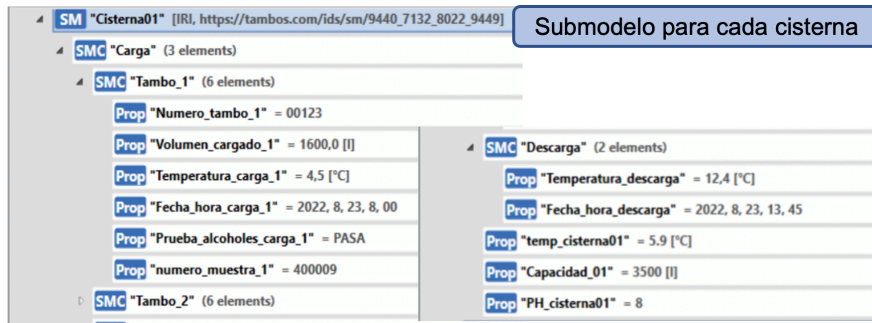 SM "Cisterna01" [IRI, https://tambos.com/ids/sm/9440_7132_8022_9449]
Submodelo para cada cisterna
SMC "Carga" (3 elements)
SMC "Tambo_1" (6 elements)
Prop "Numero_tambo_1" = 00123
Prop "Volumen_cargado_1" = 1600,0 [l]
Prop "Temperatura_carga_1" = 4,5 [°C]
Prop "Fecha_hora_carga_1" = 2022, 8, 23, 8, 00
Prop "Prueba_alcoholes_carga_1" = PASA
Prop "numero_muestra_1" = 400009
SMC "Tambo_2" (6 elements)
SMC "Descarga" (2 elements)
Prop "Temperatura_descarga" = 12,4 [°C]
Prop "Fecha_hora_descarga" = 2022, 8, 23, 13, 45
Prop "temp_cisterna01" = 5.9 [°C]
Prop "Capacidad_01" = 3500 [l]
Prop "PH_cisterna01" = 8